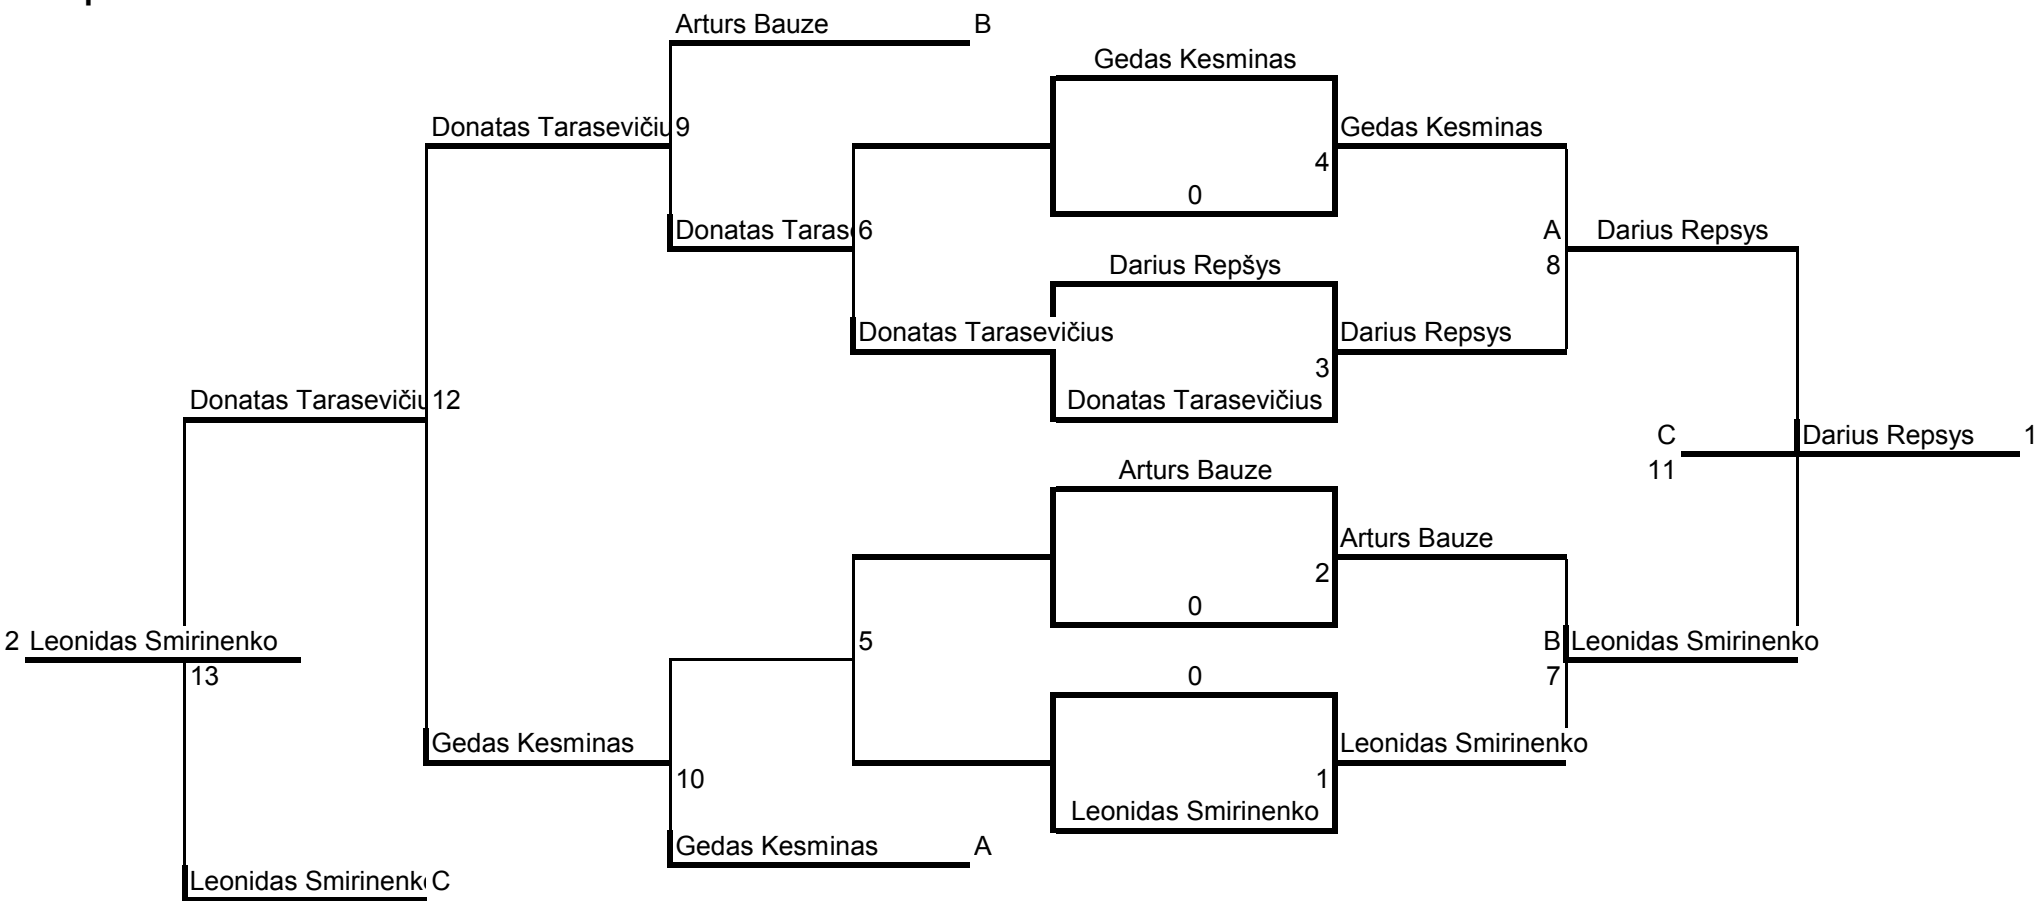 Arturs Bauze B
Gedas Kesminas
Donatas Tarasevičiu 9 Gedas Kesminas
4
0
Donatas Taras 6 A Darius Repsys
Darius Repšys 8
Donatas Tarasevičius Darius Repsys
3
Donatas Tarasevičiu 12 Donatas Tarasevičius
C Darius Repsys 1
Arturs Bauze 11
Arturs Bauze
2
0
2 Leonidas Smirinenko 5 B Leonidas Smirinenko
13 0 7
Gedas Kesminas Leonidas Smirinenko
10 1
Leonidas Smirinenko
Gedas Kesminas A
Leonidas Smirinenk C